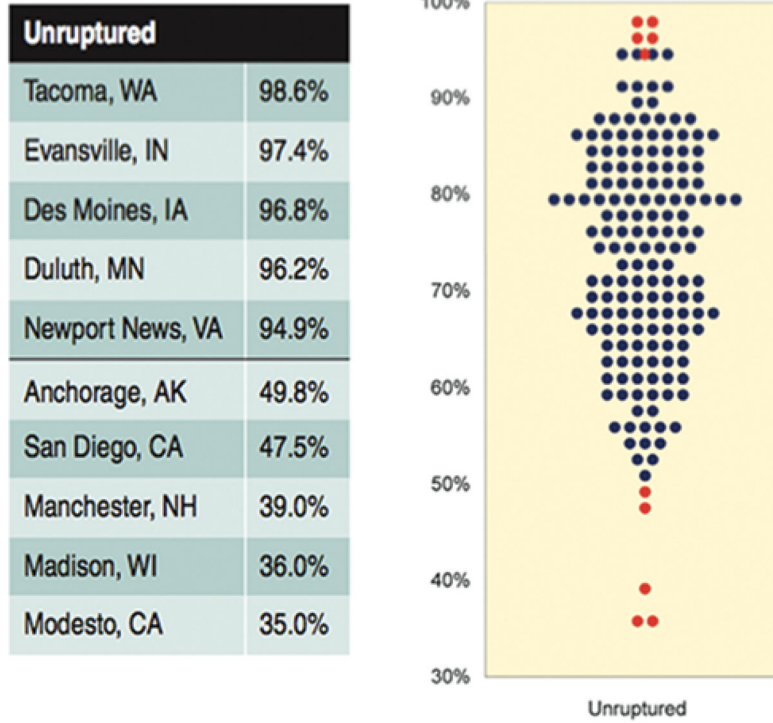 Unruptured
Tacoma, WA 98.6%
Evansville, IN 97.4%
Des Moines, IA 96.8%
Duluth, MN 96.2%
Newport News, VA 94.9%
Anchorage, AK 49.8%
San Diego, CA 47.5%
Manchester, NH 39.0%
Madison, WI 36.0%
Modesto, CA 35.0%
100%
90%
80%
70%
60%
50%
40%
30%
Unruptured